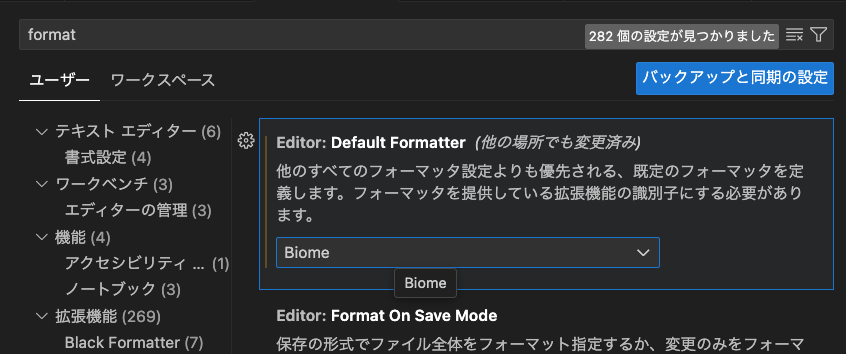 format
282 個の設定が見つかりました
ユーザー ワークスペース
バックアップと同期の設定
テキスト エディター (6)
書式設定 (4)
ワークベンチ (3)
エディターの管理 (3)
機能 (4)
アクセシビリティ ... (1)
ノートブック (3)
拡張機能 (269)
Black Formatter (7)
Editor: Default Formatter (他の場所でも変更済み)
他のすべてのフォーマッタ設定よりも優先される、既定のフォーマッタを定
義します。フォーマッタを提供している拡張機能の識別子にする必要があり
ます。
Biome
Biome
Editor: Format On Save Mode
保存の形式でファイル全体をフォーマット指定するか、変更のみをフォーマ